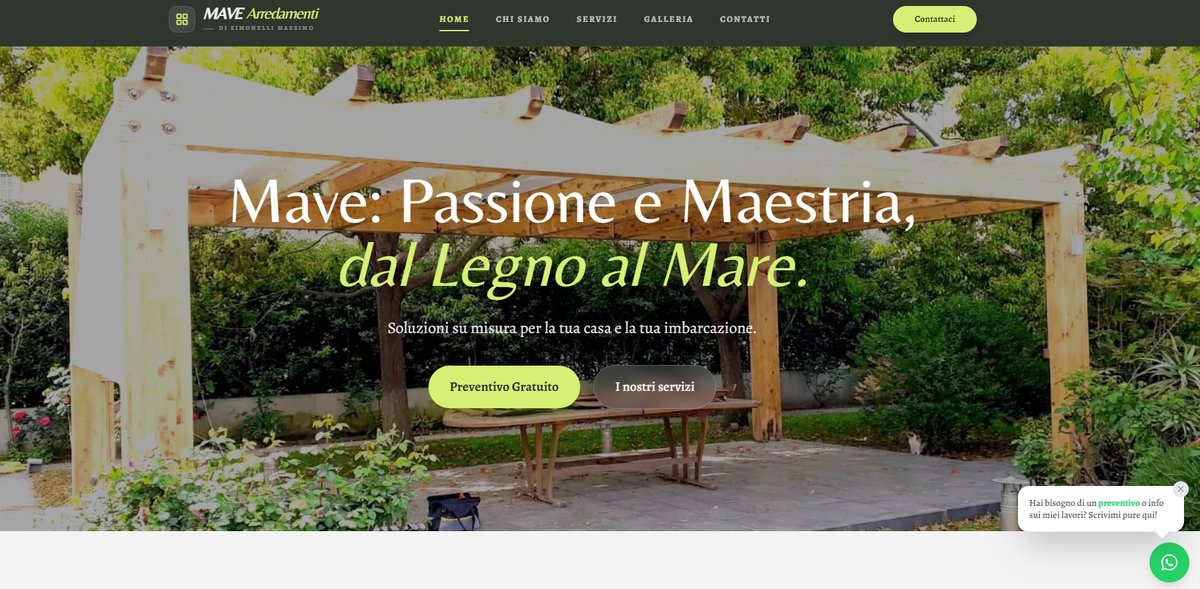 MAVE Arredamenti
DI SIMONELLI MASSIMO
HOME
CHI SIAMO
SERVIZI
GALLERIA
CONTATTI
Contattaci
Mave: Passione e Maestria,
dal Legno al Mare.
Soluzioni su misura per la tua casa e la tua imbarcazione.
Preventivo Gratuito
I nostri servizi
Hai bisogno di un preventivo o info
sui miei lavori? Scrivimi pure qui!